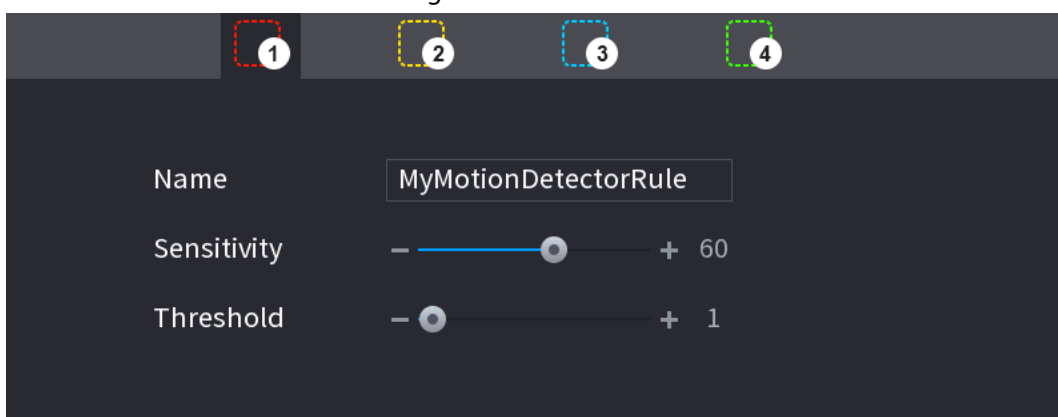 1 2 3 4
Name MyMotionDetectorRule
Sensitivity − + 60
Threshold − + 1